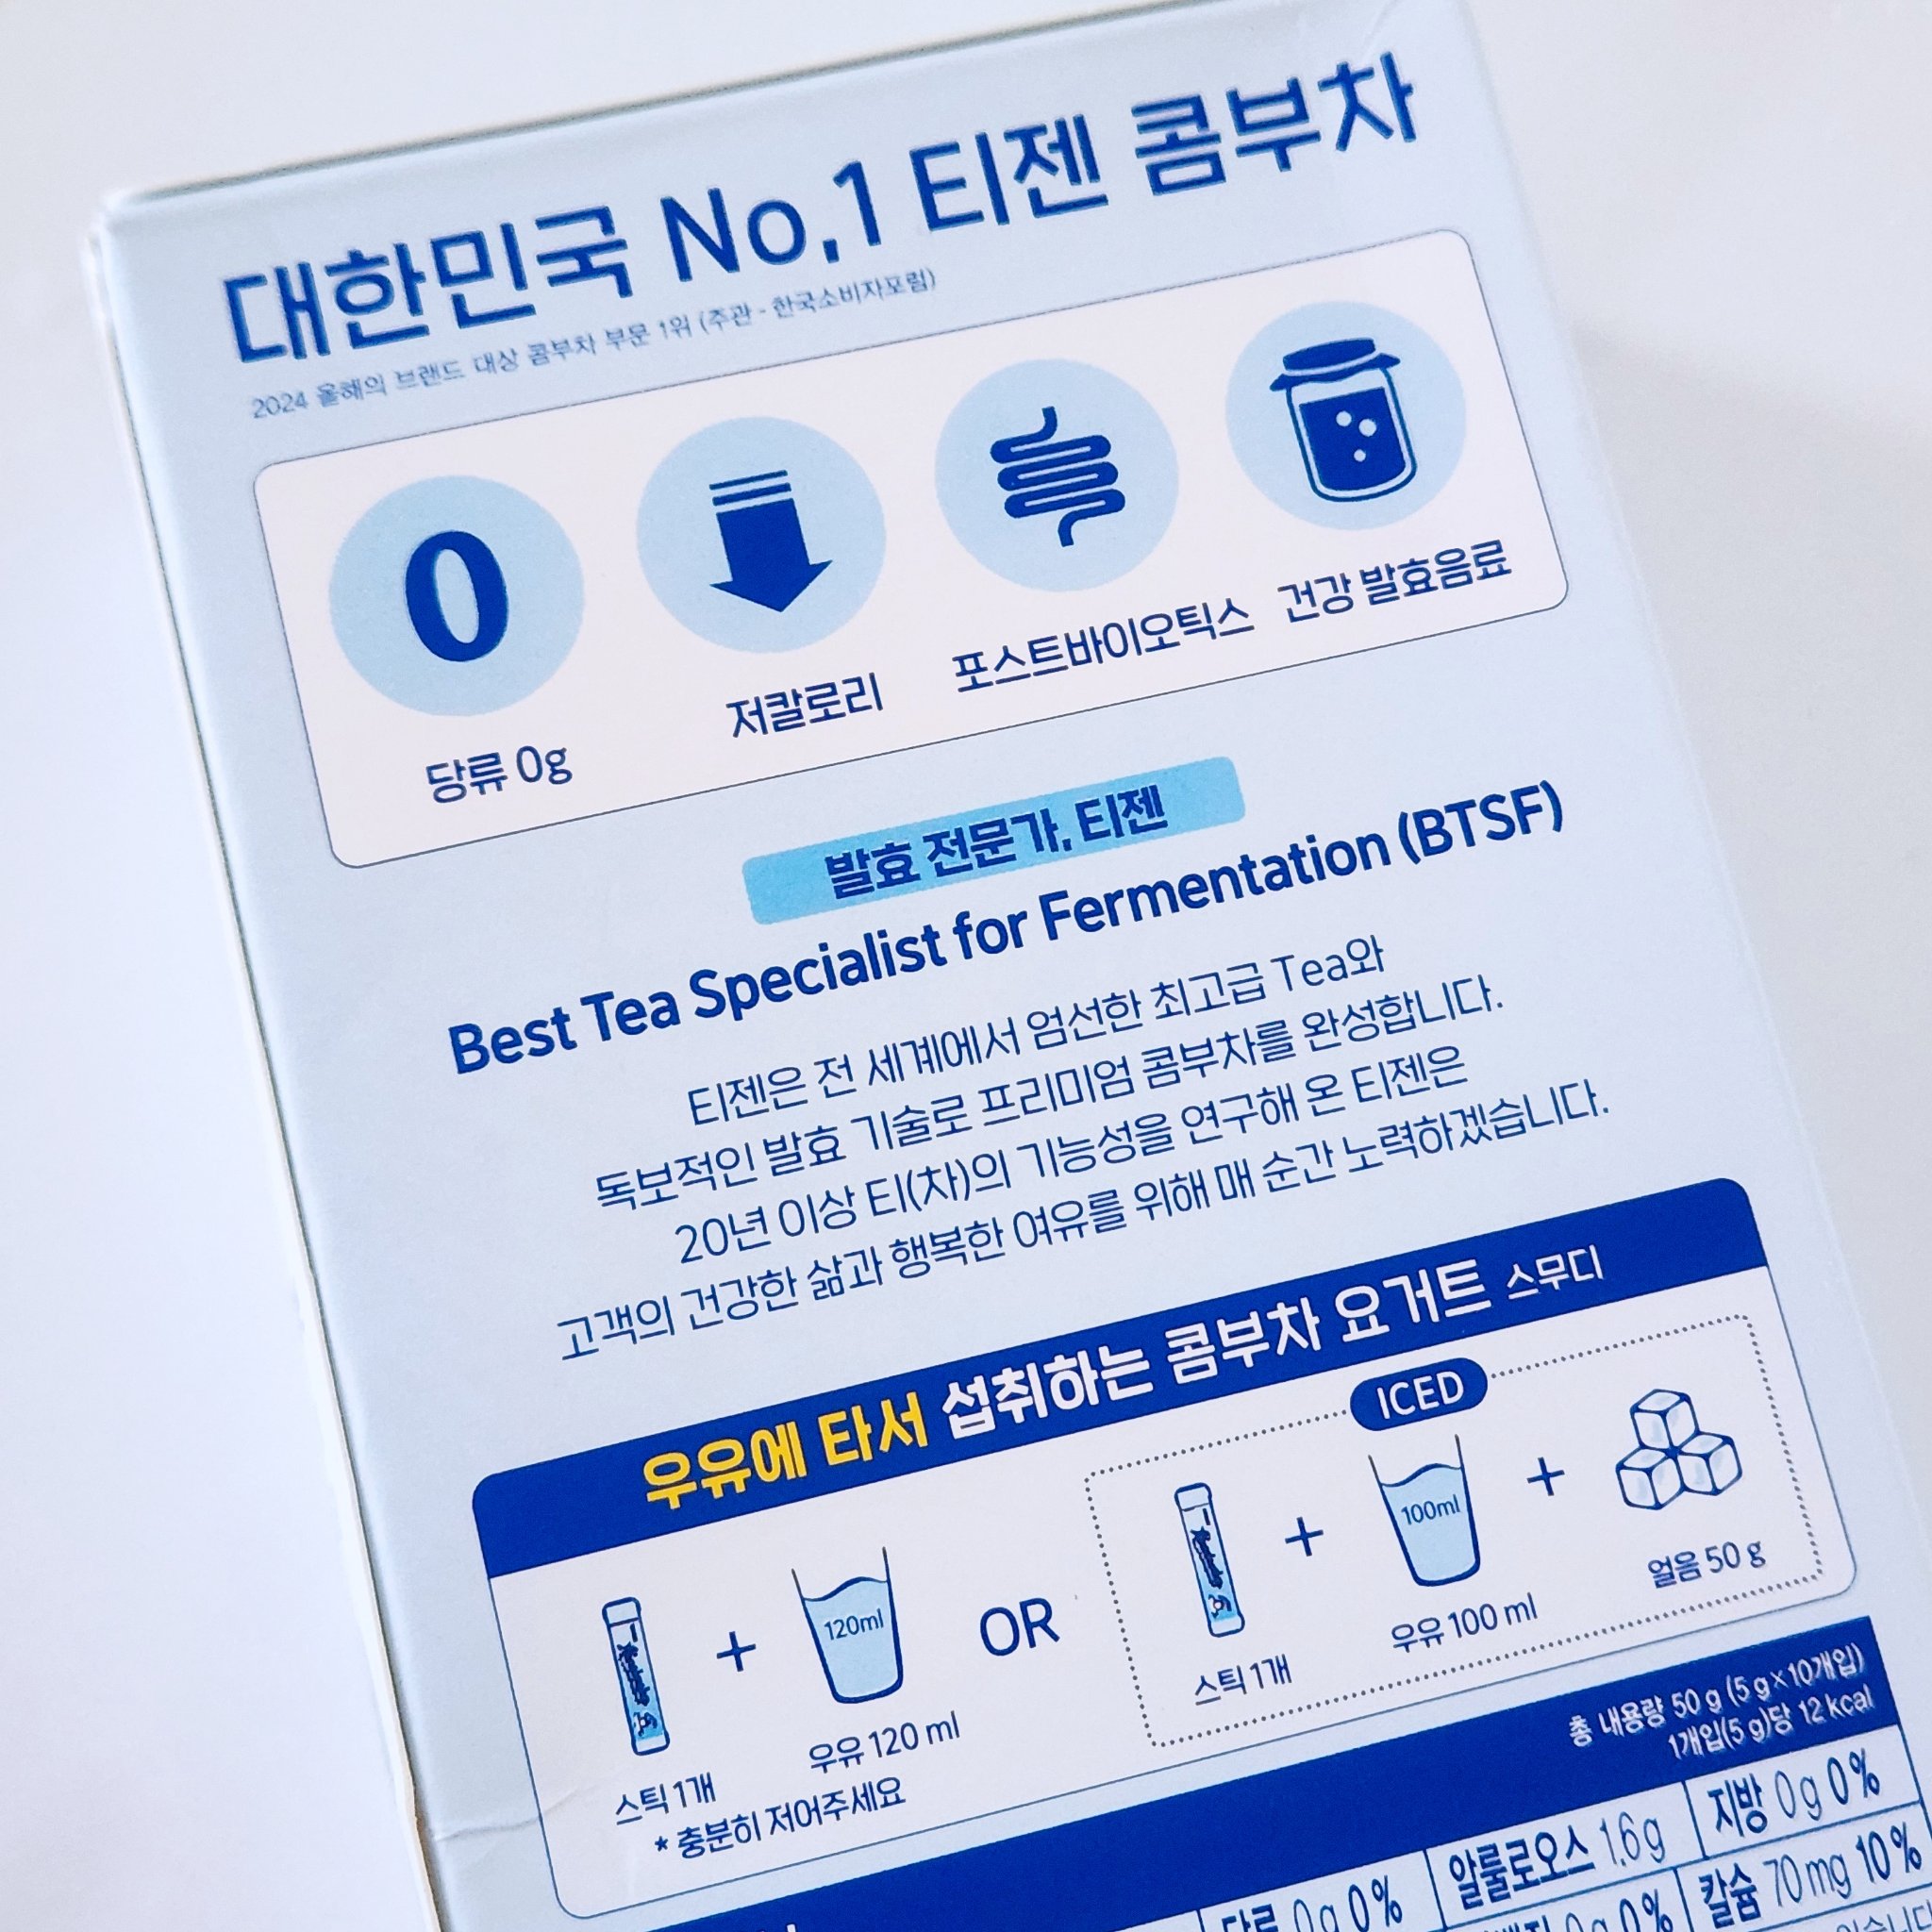 대한민국 No.1 티젠 콤부차
2024 올해의 브랜드 대상 콤부차 부문 1위 (주관 - 한국소비자포럼)
0
당류 0g
저칼로리
포스트바이오틱스
건강 발효음료
발효 전문가, 티젠
Best Tea Specialist for Fermentation (BTSF)
티젠은 전 세계에서 엄선한 최고급 Tea와
독보적인 발효 기술로 프리미엄 콤부차를 완성합니다.
20년 이상 티(차)의 기능성을 연구해 온 티젠은
고객의 건강한 삶과 행복한 여유를 위해 매 순간 노력하겠습니다.
우유에 타서 섭취하는 콤부차 요거트 스무디
120ml
스틱 1개 + 우유 120 ml
* 충분히 저어주세요
OR
ICED
100ml
스틱 1개 + 우유 100 ml + 얼음 50 g
총 내용량 50 g (5 g×10개입)
1개입(5 g)당 12 kcal
당류 0g 0% 알룰로오스 1.6g 지방 0g 0%
0g 0% 칼슘 70mg 10%